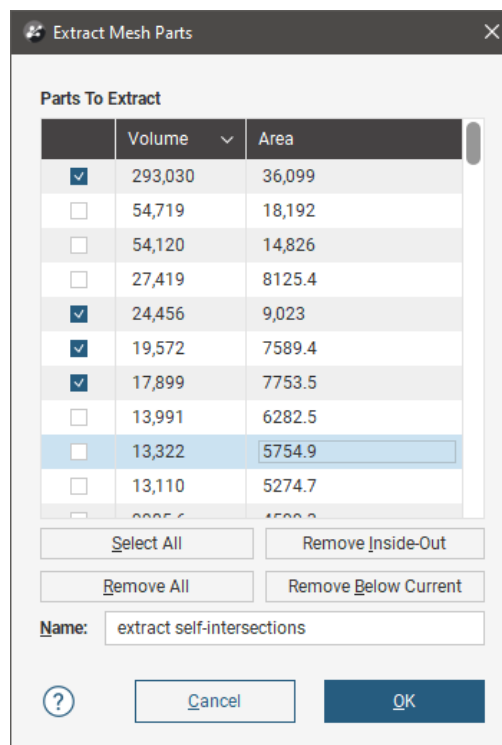 Extract Mesh Parts
Parts To Extract
Volume Area
293,030 36,099
54,719 18,192
54,120 14,826
27,419 8125.4
24,456 9,023
19,572 7589.4
17,899 7753.5
13,991 6282.5
13,322 5754.9
13,110 5274.7
Select All Remove Inside-Out
Remove All Remove Below Current
Name: extract self-intersections
? Cancel OK